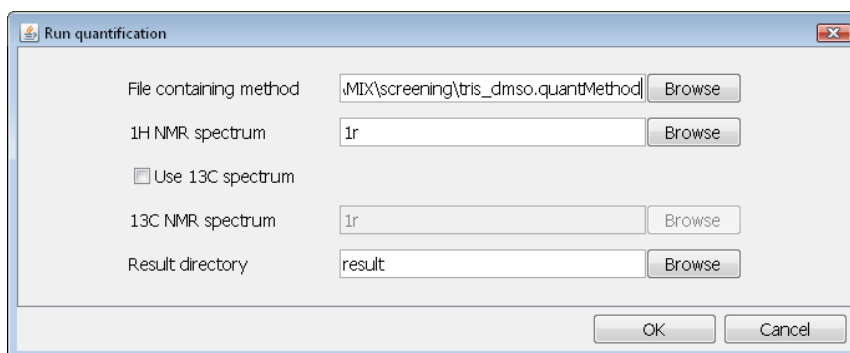 Run quantification
File containing method .MIX\screening\tris_dmso.quantMethod Browse
1H NMR spectrum 1r Browse
Use 13C spectrum
13C NMR spectrum 1r Browse
Result directory result Browse
OK Cancel